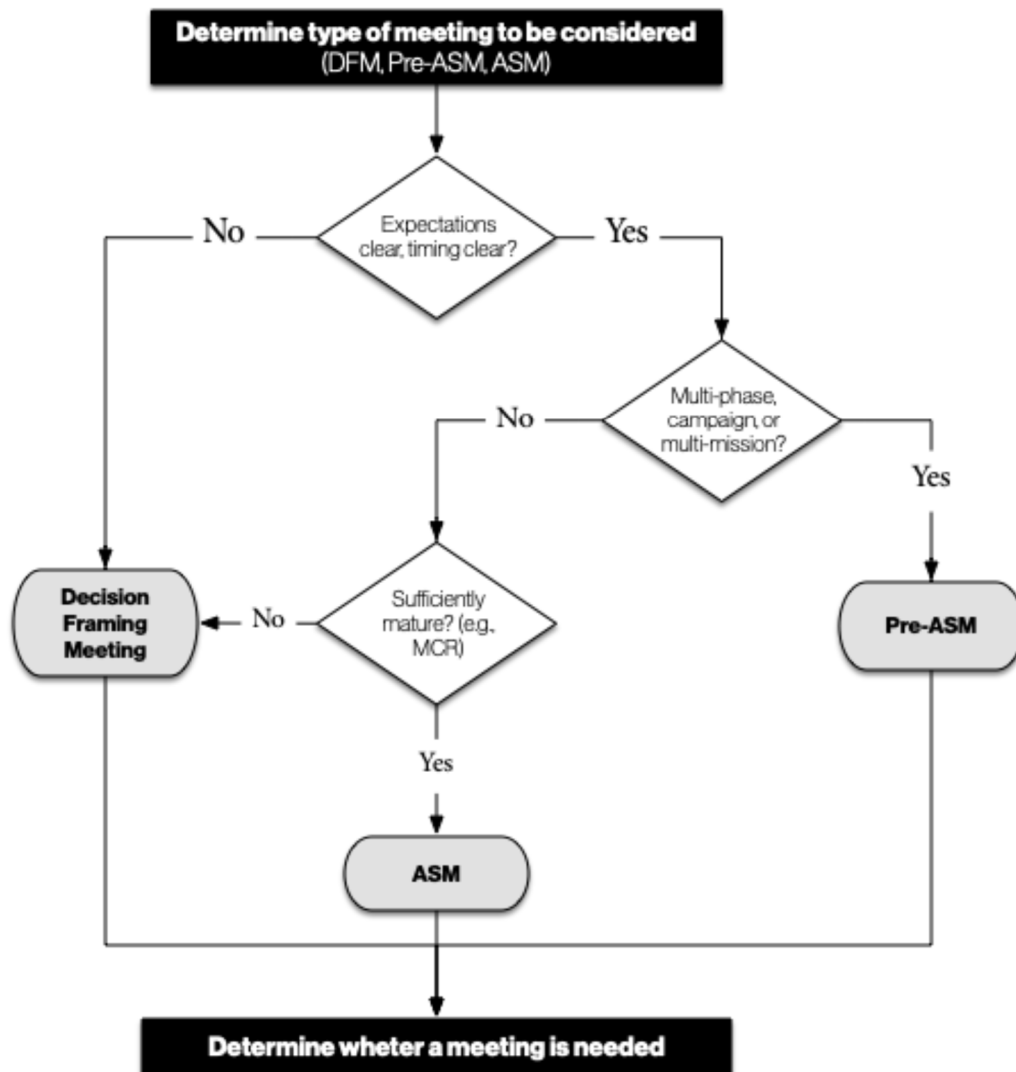 Determine type of meeting to be considered
(DFM, Pre-ASM, ASM)
Expectations
clear, timing clear?
No
Yes
Multi-phase,
campaign, or
multi-mission?
No
Yes
Sufficiently
mature? (e.g.,
MCR)
No
Decision
Framing
Meeting
Pre-ASM
Yes
ASM
Determine wheter a meeting is needed